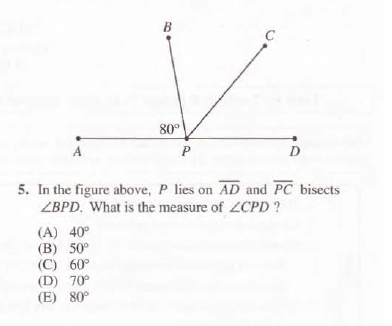 B
C
80°
A P D
5. In the figure above, P lies on AD and PC bisects
∠BPD. What is the measure of ∠CPD ?
(A) 40°
(B) 50°
(C) 60°
(D) 70°
(E) 80°